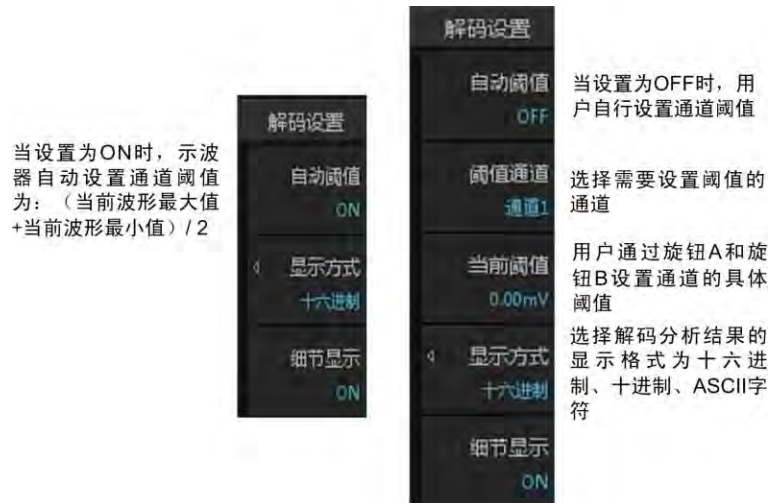 当设置为ON时，示波
器自动设置通道阈值
为：（当前波形最大值
+当前波形最小值）/ 2
解码设置
自动阈值
ON
显示方式
十六进制
细节显示
ON
解码设置
自动阈值
OFF
阈值通道
通道1
当前阈值
0.00mV
显示方式
十六进制
细节显示
ON
当设置为OFF时，用
户自行设置通道阈值
选择需要设置阈值的
通道
用户通过旋钮A和旋
钮B设置通道的具体
阈值
选择解码分析结果的
显示格式为十六进
制、十进制、ASCII字
符